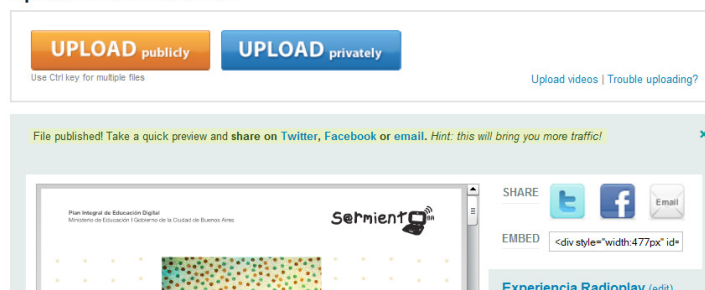 UPLOAD publicly
UPLOAD privately
Use Ctrl key for multiple files
Upload videos | Trouble uploading?
File published! Take a quick preview and share on Twitter, Facebook or email. Hint: this will bring you more traffic!
Plan Integral de Educación Digital
Ministerio de Educación | Gobierno de la Ciudad de Buenos Aires
S@rmiento BA
SHARE
Email
EMBED
<div style="width:477px" id=
Experiencia Radioplay (edit)